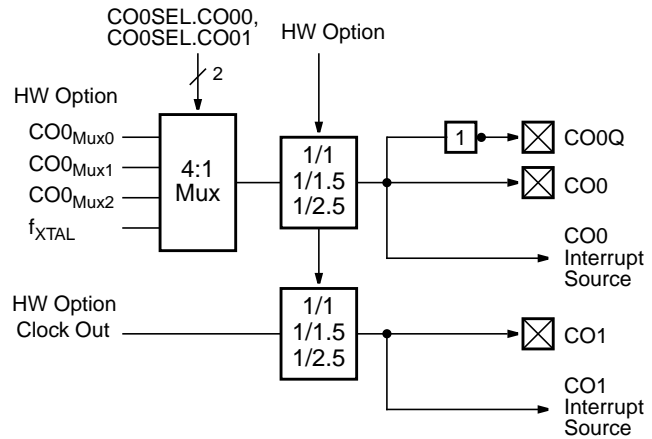 CO0SEL.CO00,
CO0SEL.CO01
HW Option
2
HW Option
CO0Mux0
CO0Mux1
CO0Mux2
fXTAL
4:1
Mux
1/1
1/1.5
1/2.5
1
CO0Q
CO0
CO0
Interrupt
Source
HW Option
Clock Out
1/1
1/1.5
1/2.5
CO1
CO1
Interrupt
Source